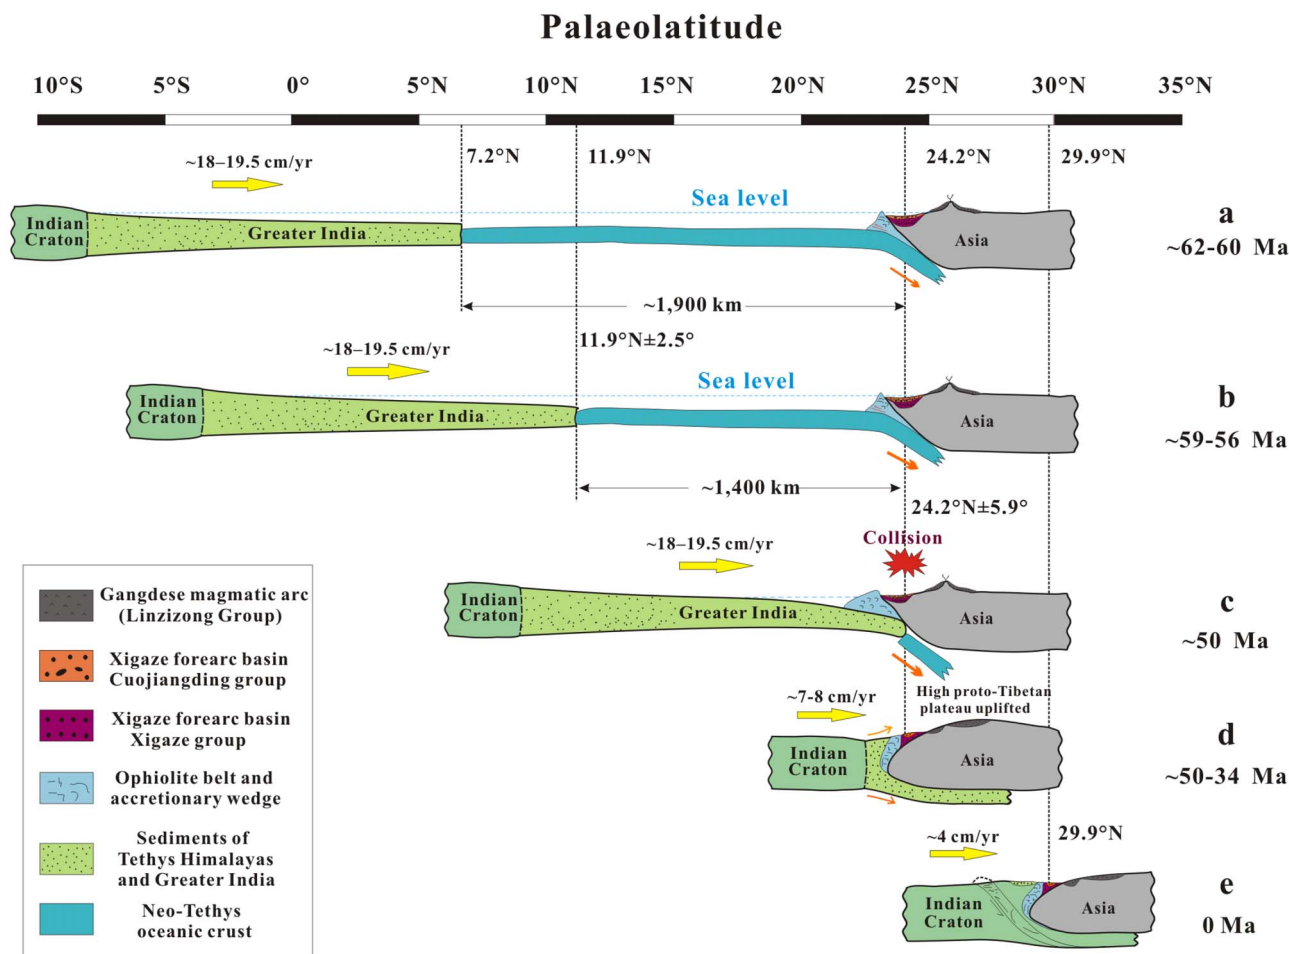 Palaeolatitude
10°S 5°S 0° 5°N 10°N 15°N 20°N 25°N 30°N 35°N
7.2°N 11.9°N 24.2°N 29.9°N
~18–19.5 cm/yr
Sea level
Indian
Craton
Greater India
Asia
a
~62-60 Ma
~1,900 km
11.9°N±2.5°
~18–19.5 cm/yr
Sea level
Indian
Craton
Greater India
Asia
b
~59-56 Ma
~1,400 km
24.2°N±5.9°
Collision
~18–19.5 cm/yr
Indian
Craton
Greater India
Asia
c
~50 Ma
High proto-Tibetan
plateau uplifted
~7-8 cm/yr
Indian
Craton
Asia
d
~50-34 Ma
29.9°N
~4 cm/yr
Indian
Craton
Asia
e
0 Ma
Gangdese magmatic arc
(Linzizong Group)
Xigaze forearc basin
Cuojiangding group
Xigaze forearc basin
Xigaze group
Ophiolite belt and
accretionary wedge
Sediments of
Tethys Himalayas
and Greater India
Neo-Tethys
oceanic crust